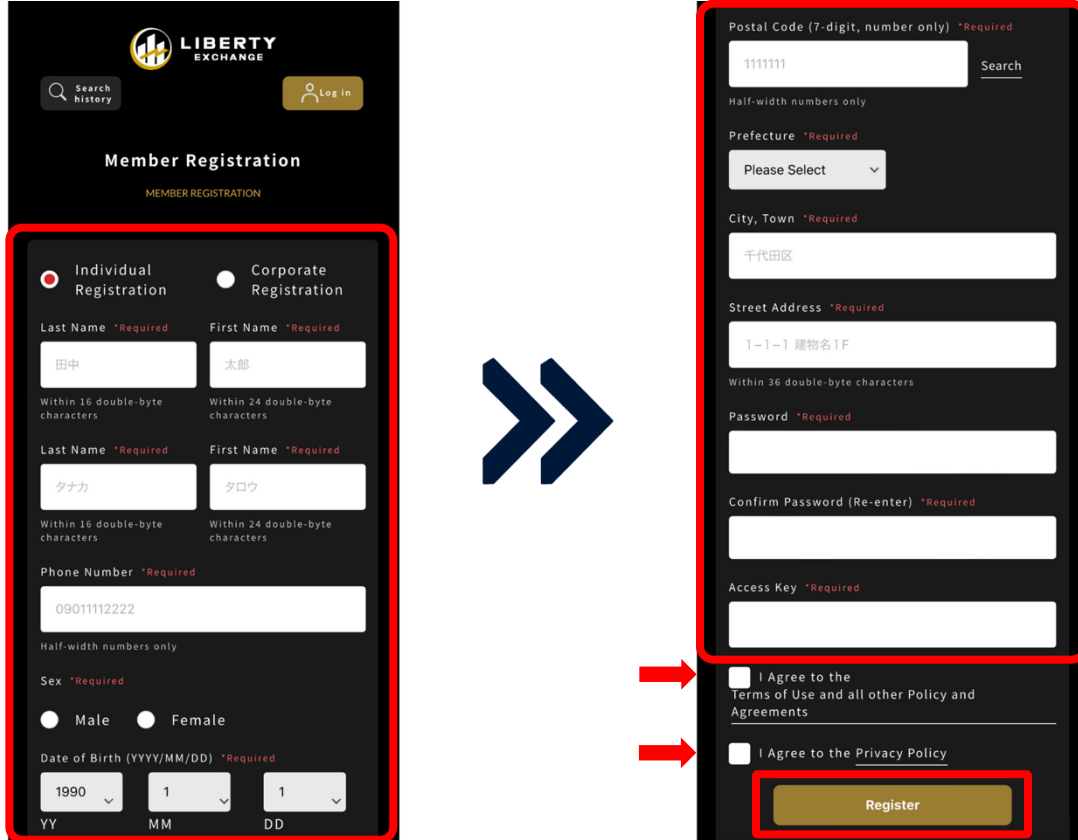 LIBERTY
EXCHANGE
Search
history
Log in
Member Registration
MEMBER REGISTRATION
Individual
Registration
Corporate
Registration
Last Name *Required
First Name *Required
田中
太郎
Within 16 double-byte
characters
Within 24 double-byte
characters
Last Name *Required
First Name *Required
タナカ
タロウ
Within 16 double-byte
characters
Within 24 double-byte
characters
Phone Number *Required
09011112222
Half-width numbers only
Sex *Required
Male
Female
Date of Birth (YYYY/MM/DD) *Required
1990
1
1
YY
MM
DD
Postal Code (7-digit, number only) *Required
1111111
Search
Half-width numbers only
Prefecture *Required
Please Select
City, Town *Required
千代田区
Street Address *Required
1-1-1 建物名1F
Within 36 double-byte characters
Password *Required
Confirm Password (Re-enter) *Required
Access Key *Required
I Agree to the
Terms of Use and all other Policy and
Agreements
I Agree to the Privacy Policy
Register